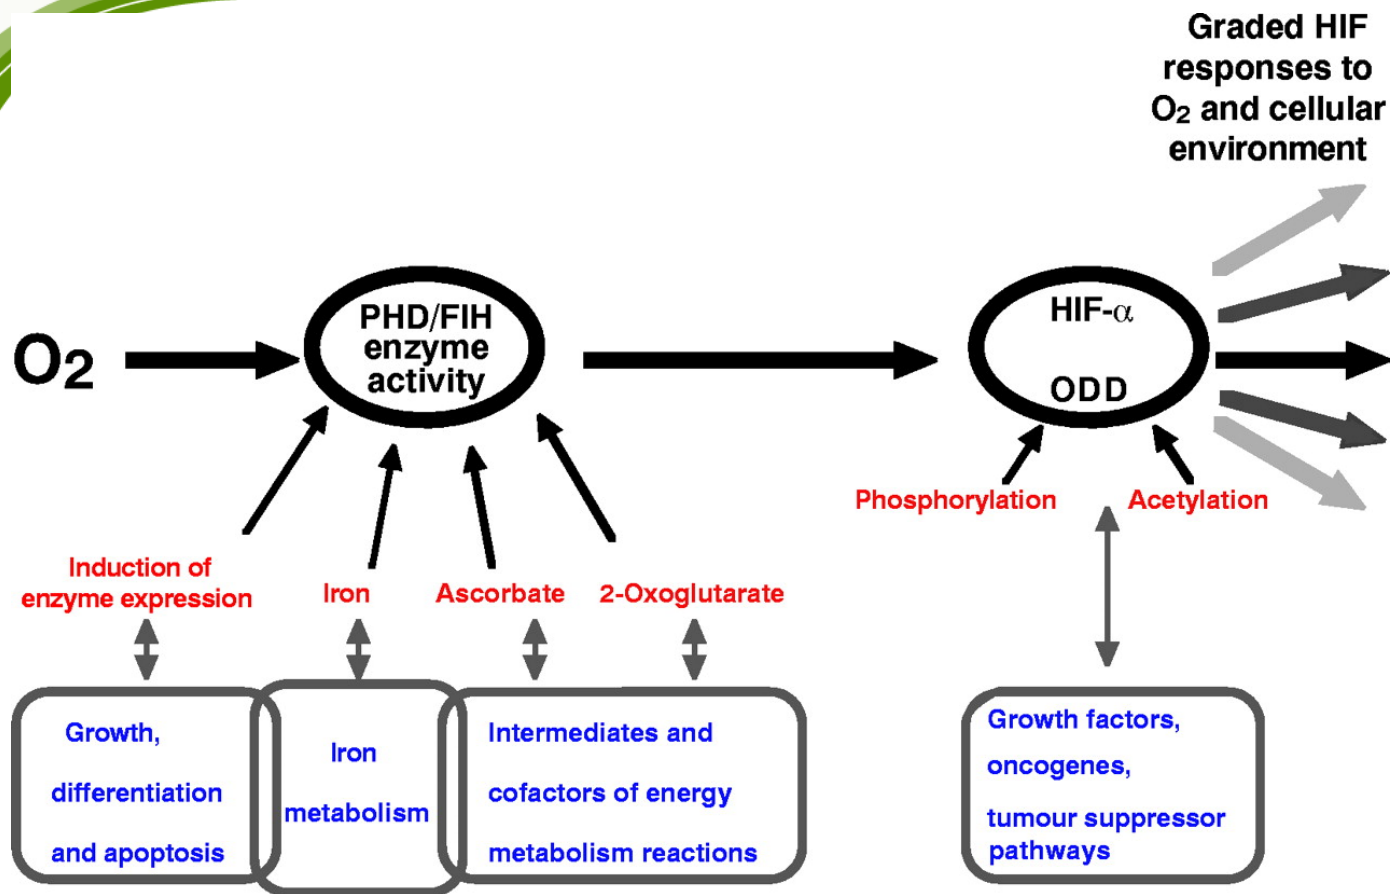 Graded HIF
responses to
O₂ and cellular
environment
O₂
PHD/FIH
enzyme
activity
HIF-α
ODD
Phosphorylation
Acetylation
Induction of
enzyme expression
Iron
Ascorbate
2-Oxoglutarate
Growth,
differentiation
and apoptosis
Iron
metabolism
Intermediates and
cofactors of energy
metabolism reactions
Growth factors,
oncogenes,
tumour suppressor
pathways